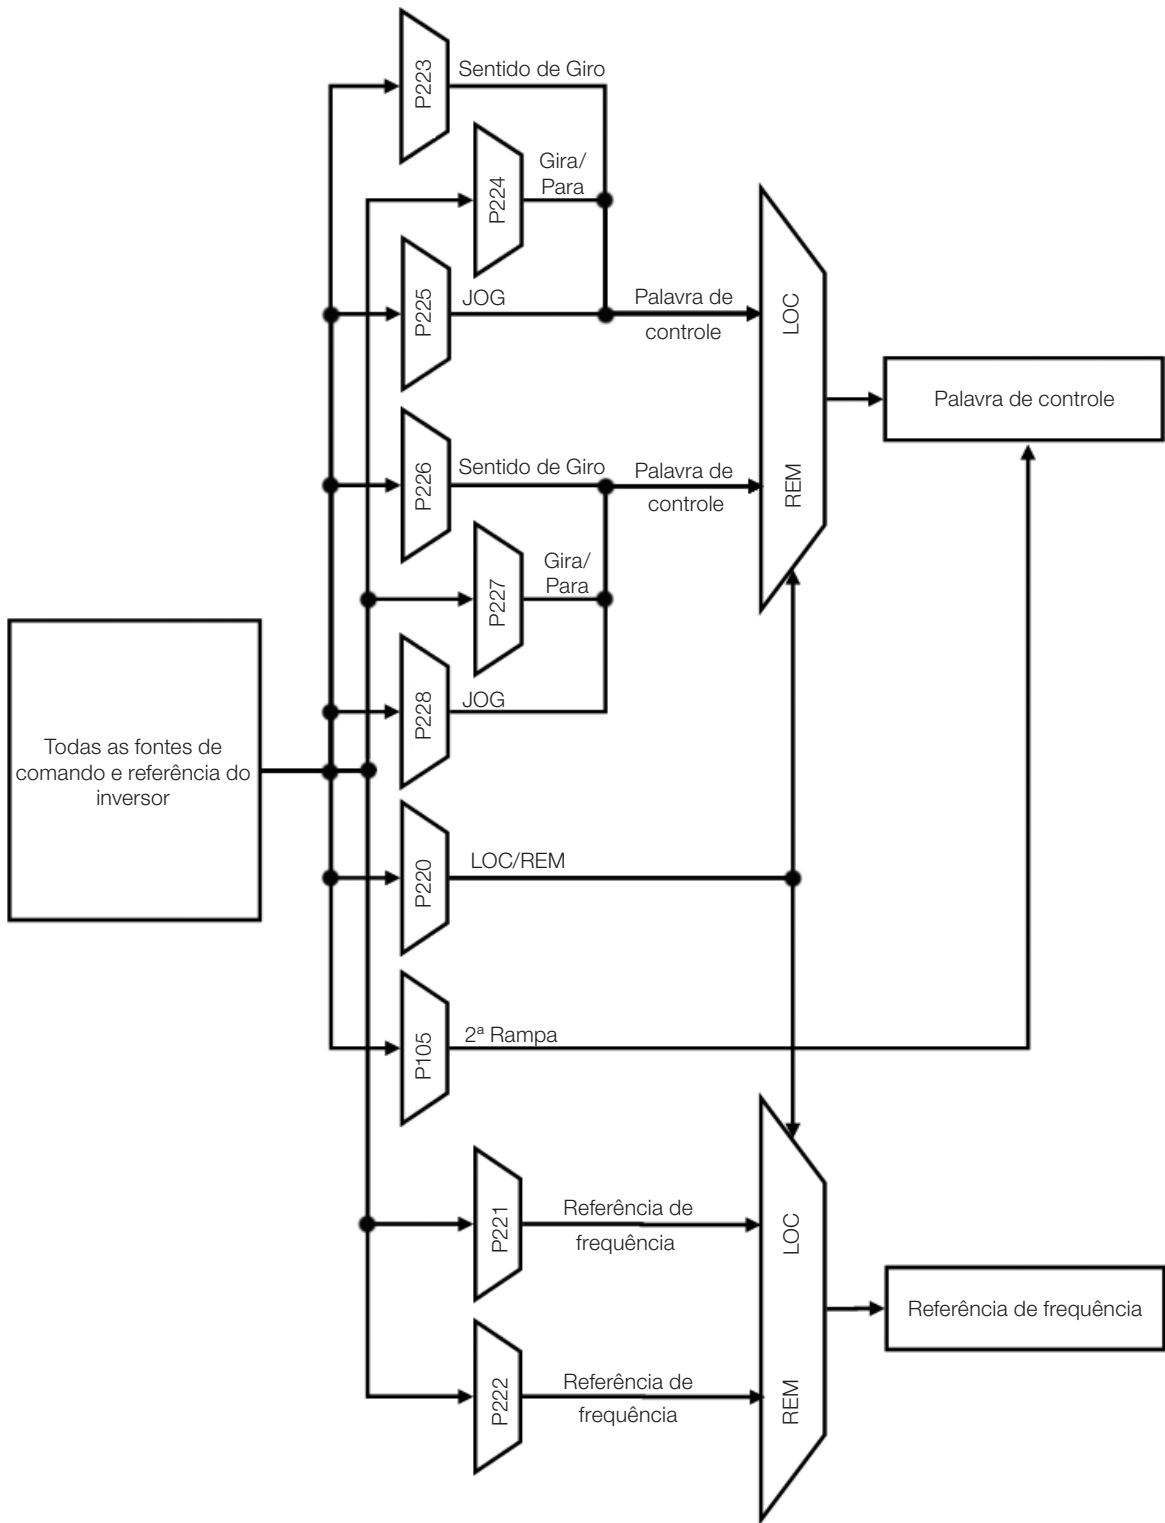 P223
Sentido de Giro
P224
Gira/
Para
P225
JOG
Palavra de
controle
LOC
Palavra de controle
P226
Sentido de Giro
Palavra de
controle
REM
P227
Gira/
Para
P228
JOG
Todas as fontes de
comando e referência do
inversor
P220
LOC/REM
P105
2ª Rampa
P221
Referência de
frequência
LOC
Referência de frequência
P222
Referência de
frequência
REM